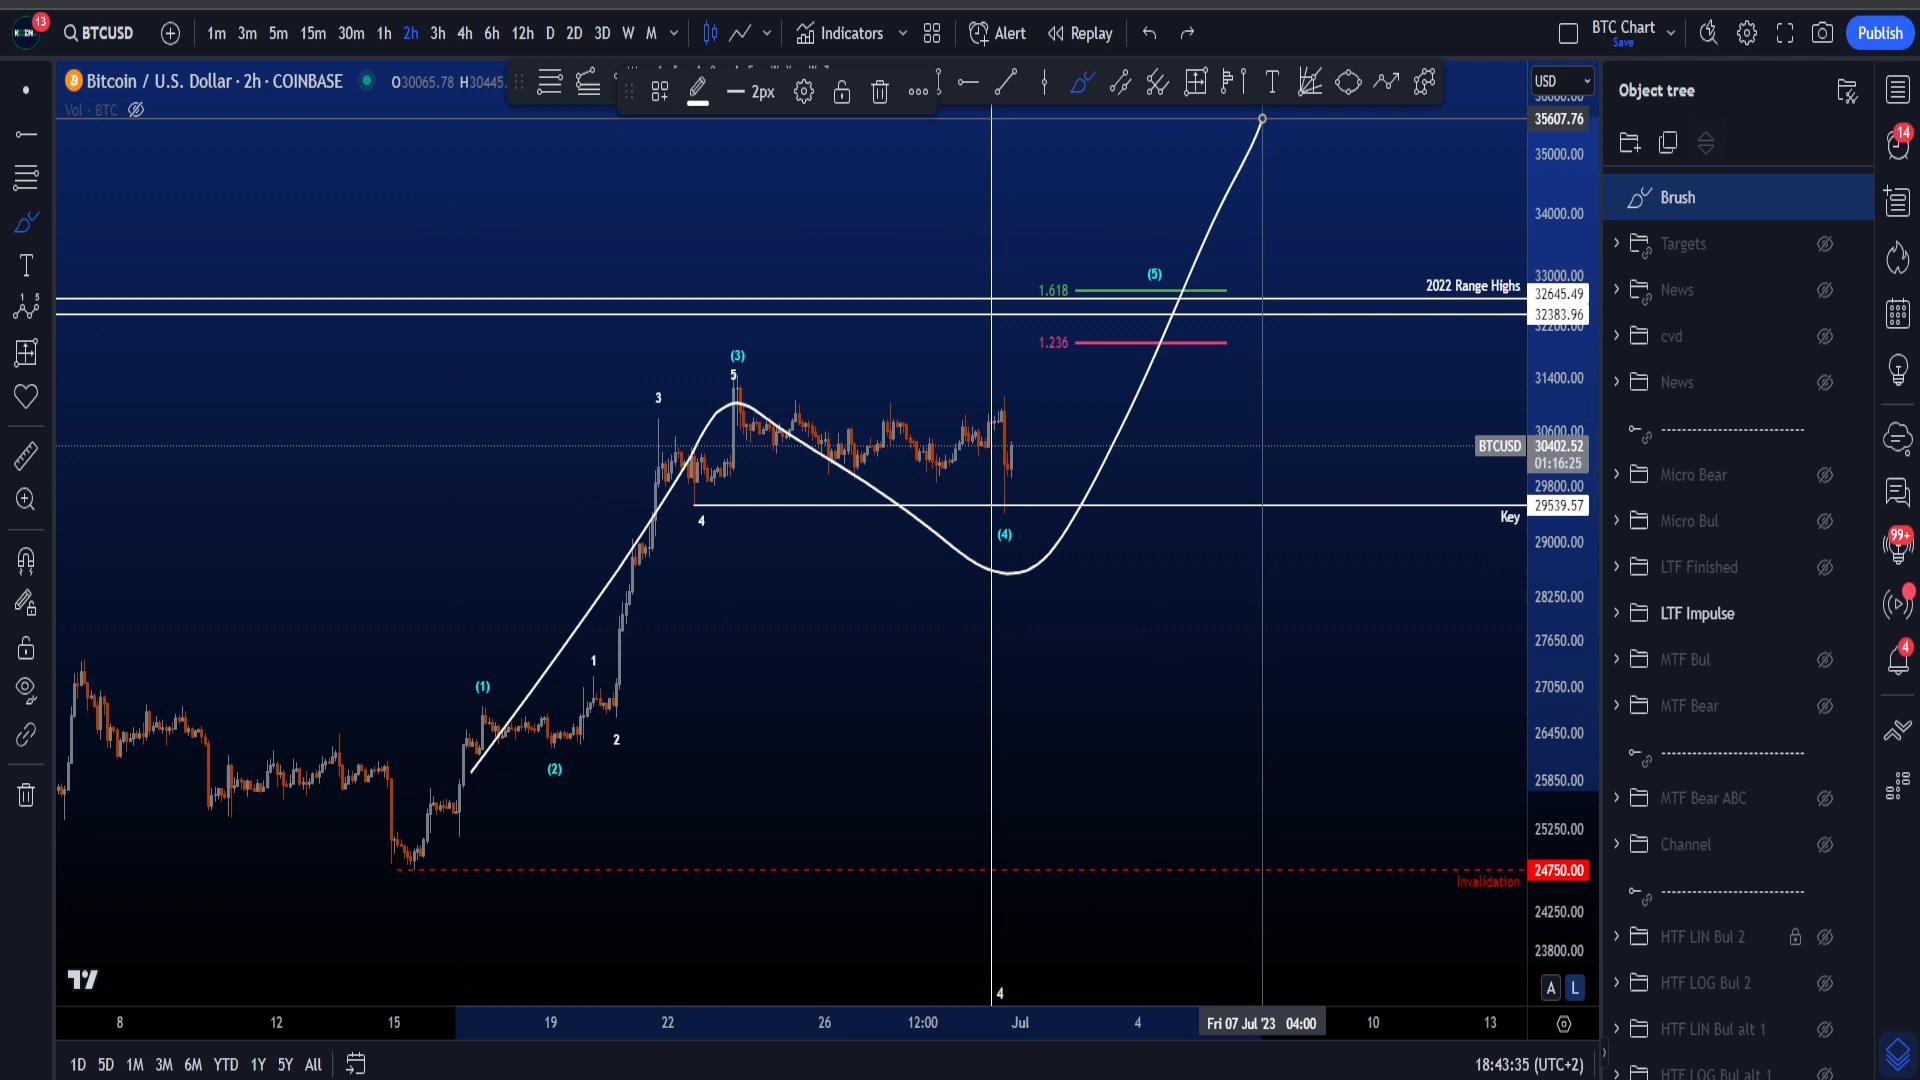 13
BTCUSD
1m 3m 5m 15m 30m 1h 2h 3h 4h 6h 12h D 2D 3D W M
Indicators
Alert
Replay
BTC Chart
Save
Publish
Bitcoin / U.S. Dollar · 2h · COINBASE
O30065.78 H30445.
Vol · BTC
2px
USD
Object tree
35607.76
35000.00
34000.00
33000.00
32645.49
32383.96
32200.00
31400.00
30600.00
BTCUSD 30402.52
01:16:25
29800.00
29539.57
29000.00
28250.00
27650.00
27050.00
26450.00
25850.00
25250.00
24750.00
24250.00
23800.00
2022 Range Highs
Key
Invalidation
1.618
1.236
(1)
(2)
(3)
(4)
(5)
1
2
3
4
5
4
A L
8 12 15 19 22 26 12:00 Jul 4 Fri 07 Jul '23 04:00 10 13
1D 5D 1M 3M 6M YTD 1Y 5Y All
18:43:35 (UTC+2)
Brush
Targets
News
cvd
News
-------------------------
Micro Bear
Micro Bul
LTF Finished
LTF Impulse
MTF Bul
MTF Bear
-------------------------
MTF Bear ABC
Channel
-------------------------
HTF LIN Bul 2
HTF LOG Bul 2
HTF LIN Bul alt 1
HTF LOG Bul alt 1
14
99+
4